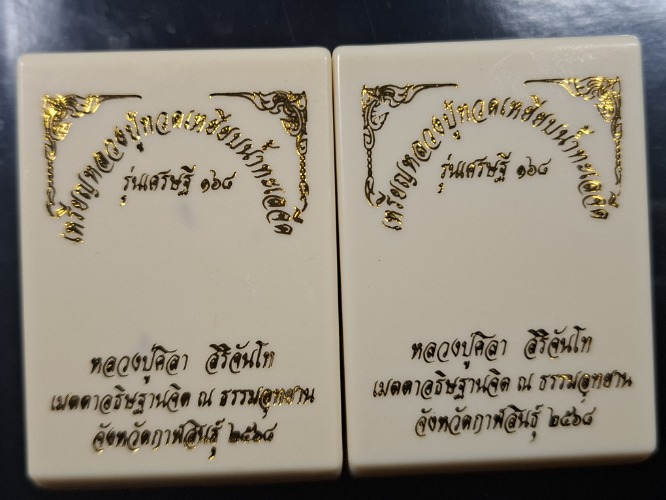 เหรียญหลวงปู่ทวดเหยียบน้ำทะเลจืด
รุ่นเศรษฐี ๑๖๘
หลวงปู่ศิลา สิริจันโท
เมตตาอธิษฐานจิต ณ ธรรมอุทยาน
จังหวัดกาฬสินธุ์ ๒๕๖๘
เหรียญหลวงปู่ทวดเหยียบน้ำทะเลจืด
รุ่นเศรษฐี ๑๖๘
หลวงปู่ศิลา สิริจันโท
เมตตาอธิษฐานจิต ณ ธรรมอุทยาน
จังหวัดกาฬสินธุ์ ๒๕๖๘